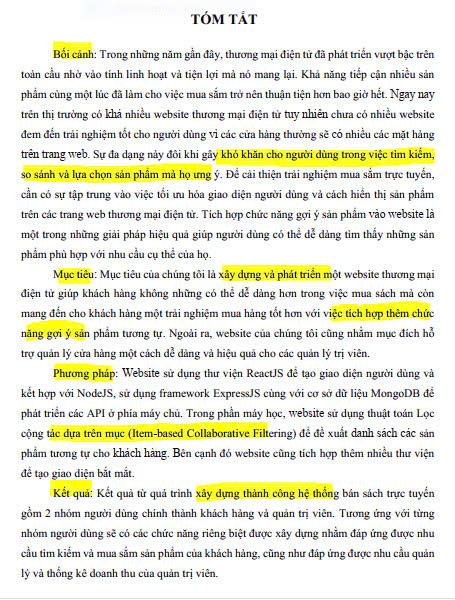 TÓM TẮT
Bối cảnh: Trong những năm gần đây, thương mại điện tử đã phát triển vượt bậc trên
toàn cầu nhờ vào tính linh hoạt và tiện lợi mà nó mang lại. Khả năng tiếp cận nhiều sản
phẩm cùng một lúc đã làm cho việc mua sắm trở nên thuận tiện hơn bao giờ hết. Ngay nay
trên thị trường có khá nhiều website thương mại điện tử tuy nhiên chưa có nhiều website
đem đến trải nghiệm tốt cho người dùng vì các cửa hàng thường sẽ có nhiều các mặt hàng
trên trang web. Sự đa dạng này đôi khi gây khó khăn cho người dùng trong việc tìm kiếm,
so sánh và lựa chọn sản phẩm mà họ ưng ý. Để cải thiện trải nghiệm mua sắm trực tuyến,
cần có sự tập trung vào việc tối ưu hóa giao diện người dùng và cách hiển thị sản phẩm
trên các trang web thương mại điện tử. Tích hợp chức năng gợi ý sản phẩm vào website là
một trong những giải pháp hiệu quả giúp người dùng có thể dễ dàng tìm thấy những sản
phẩm phù hợp với nhu cầu cụ thể của họ.
Mục tiêu: Mục tiêu của chúng tôi là xây dựng và phát triển một website thương mại
điện tử giúp khách hàng không những có thể dễ dàng hơn trong việc mua sách mà còn
mang đến cho khách hàng một trải nghiệm mua hàng tốt hơn với việc tích hợp thêm chức
năng gợi ý sản phẩm tương tự. Ngoài ra, website của chúng tôi cũng nhằm mục đích hỗ
trợ quản lý cửa hàng một cách dễ dàng và hiệu quả cho các quản lý trị viên.
Phương pháp: Website sử dụng thư viện ReactJS để tạo giao diện người dùng và
kết hợp với NodeJS, sử dụng framework ExpressJS cùng với cơ sở dữ liệu MongoDB để
phát triển các API ở phía máy chủ. Trong phần máy học, website sử dụng thuật toán Lọc
cộng tác dựa trên mục (Item-based Collaborative Filtering) để đề xuất danh sách các sản
phẩm tương tự cho khách hàng. Bên cạnh đó website cũng tích hợp thêm nhiều thư viện
để tạo giao diện bắt mắt.
Kết quả: Kết quả từ quá trình xây dựng thành công hệ thống bán sách trực tuyến
gồm 2 nhóm người dùng chính thành khách hàng và quản trị viên. Tương ứng với từng
nhóm người dùng sẽ có các chức năng riêng biệt được xây dựng nhằm đáp ứng được nhu
cầu tìm kiếm và mua sắm sản phẩm của khách hàng, cũng như đáp ứng được nhu cầu quản
lý và thống kê doanh thu của quản trị viên.